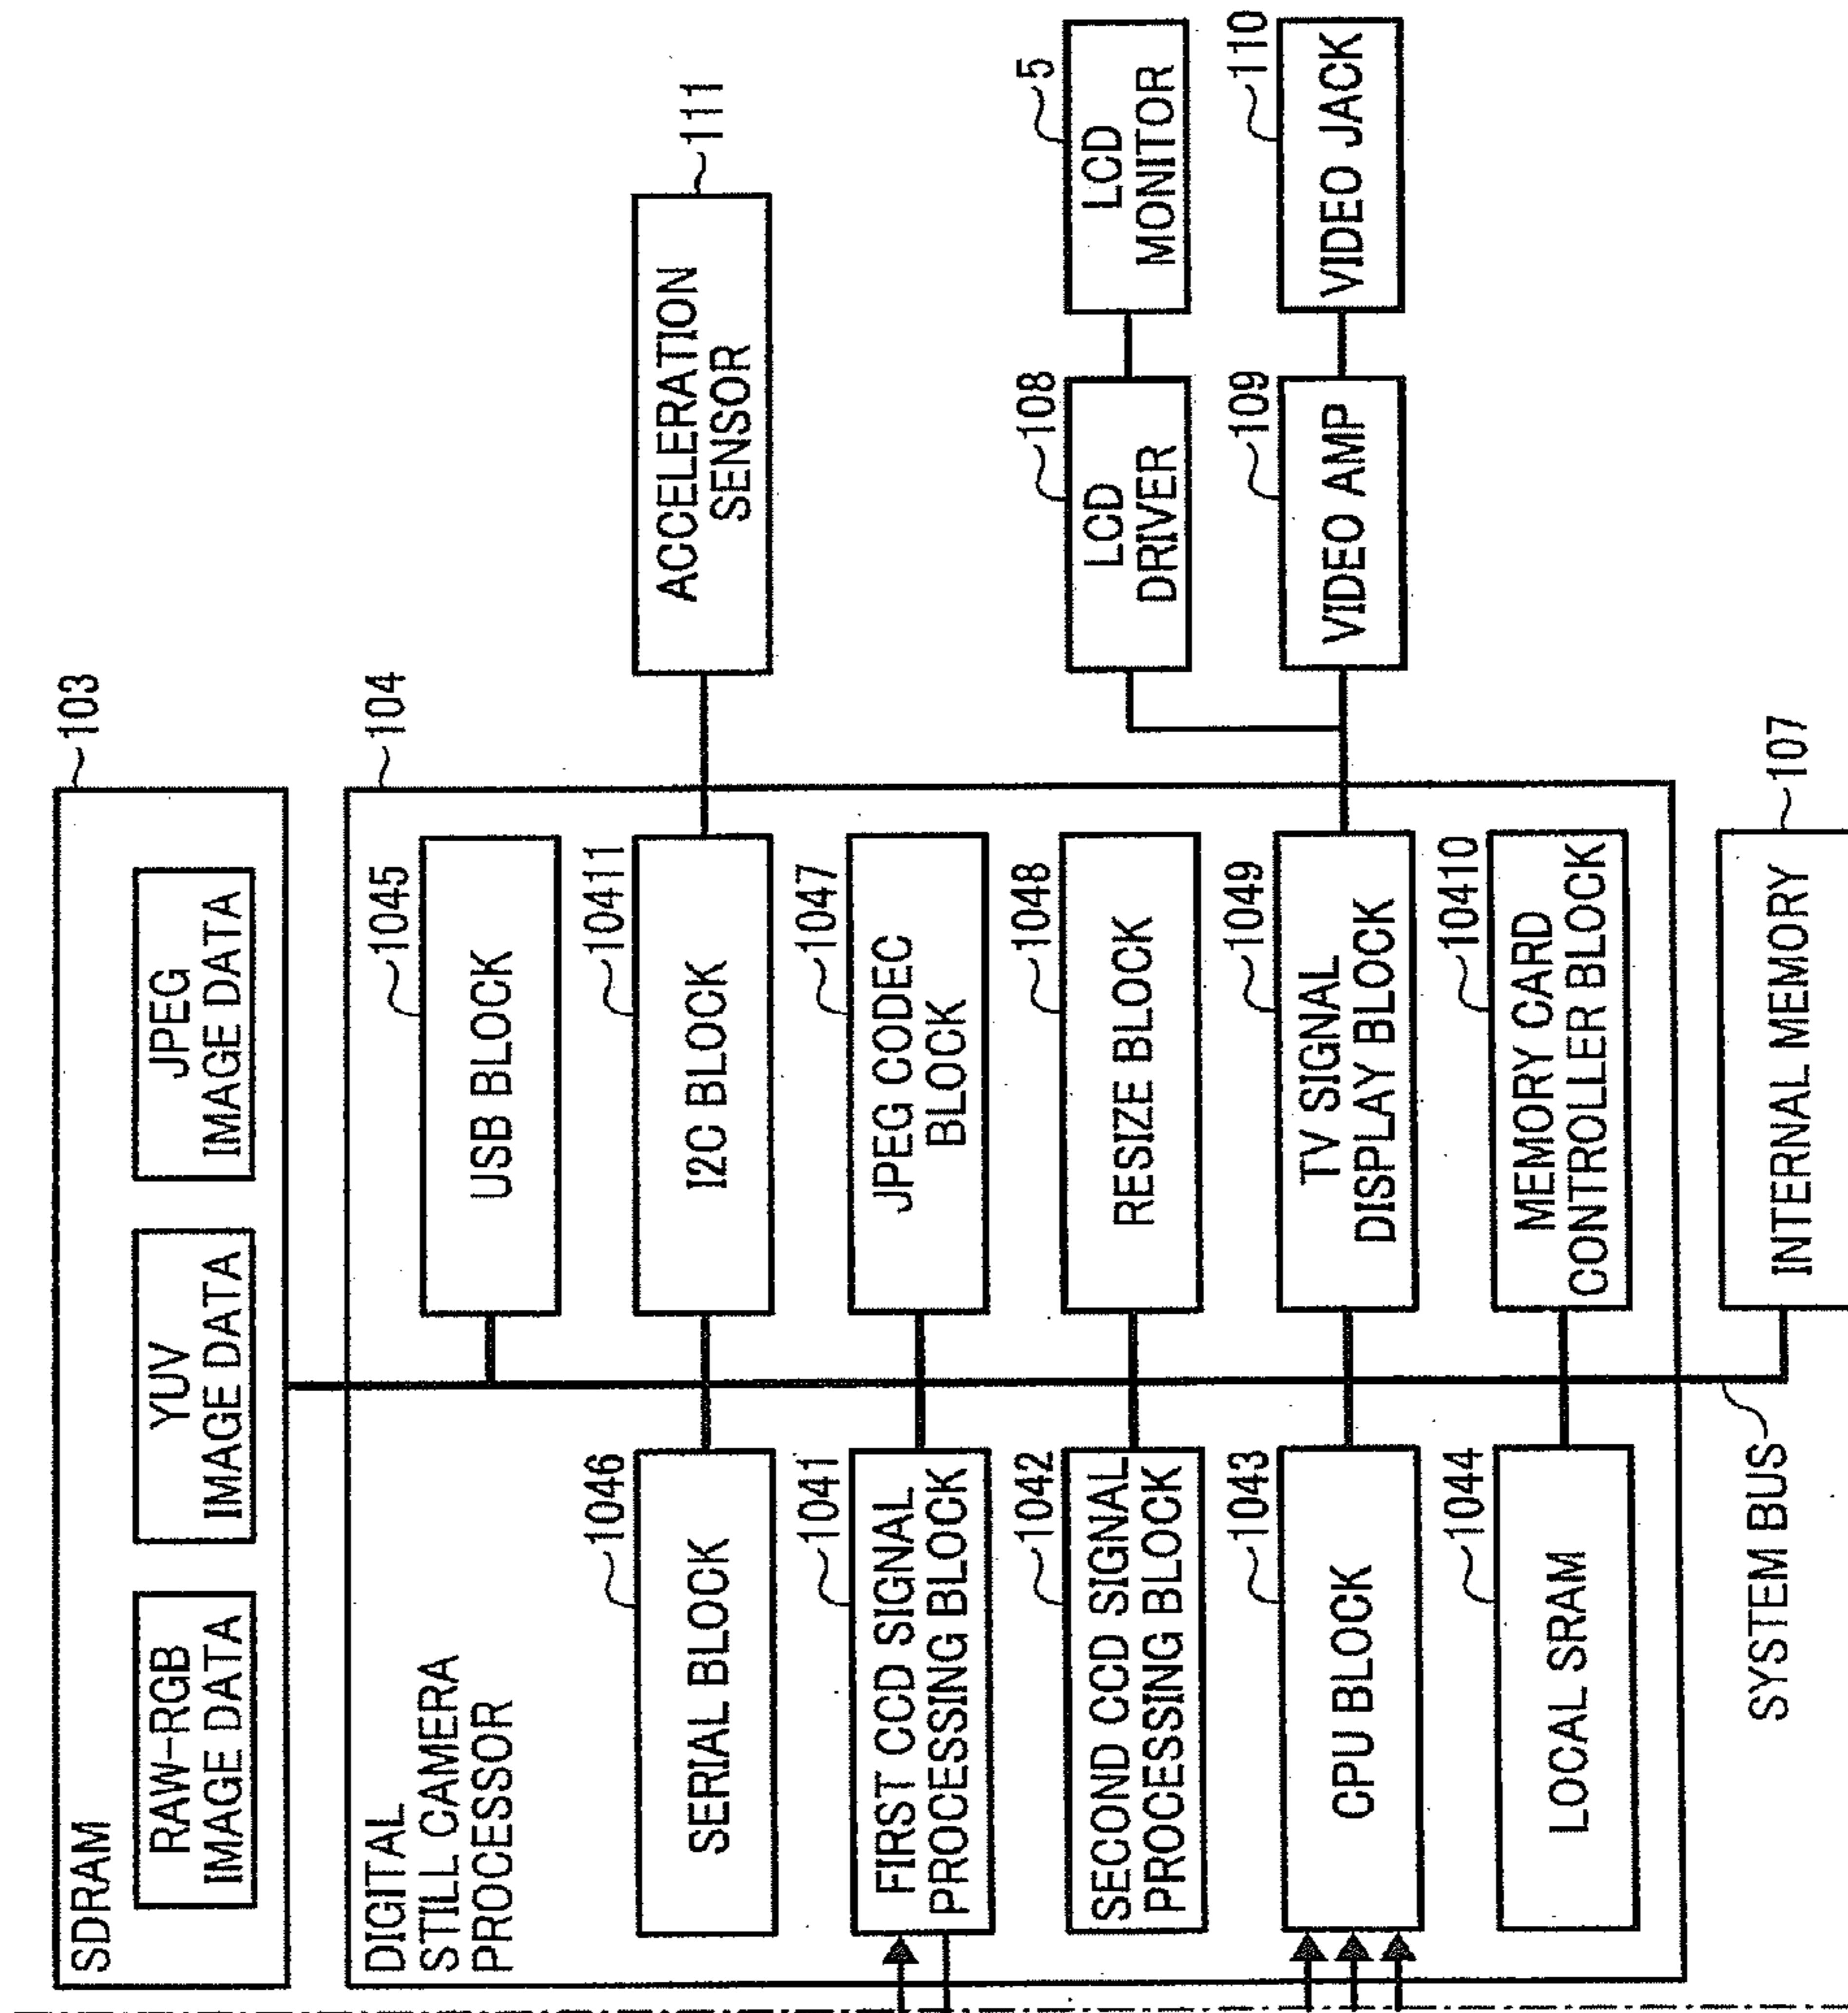 103
SDRAM
RAW-RGB
IMAGE DATA
YUV
IMAGE DATA
JPEG
IMAGE DATA
104
DIGITAL
STILL CAMERA
PROCESSOR
1045
USB BLOCK
1046
SERIAL BLOCK
10411
I2C BLOCK
111
ACCELERATION
SENSOR
1041
FIRST CCD SIGNAL
PROCESSING BLOCK
1047
JPEG CODEC
BLOCK
1042
SECOND CCD SIGNAL
PROCESSING BLOCK
1048
RESIZE BLOCK
108
LCD
DRIVER
5
LCD
MONITOR
1043
CPU BLOCK
1049
TV SIGNAL
DISPLAY BLOCK
109
VIDEO AMP
110
VIDEO JACK
1044
LOCAL SRAM
10410
MEMORY CARD
CONTROLLER BLOCK
SYSTEM BUS
107
INTERNAL MEMORY